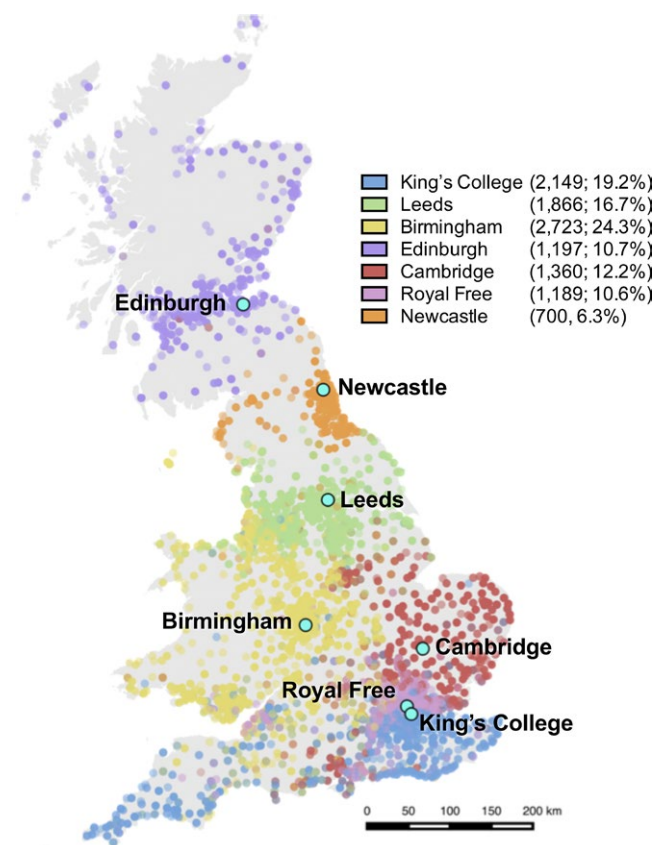 King's College (2,149; 19.2%)
Leeds (1,866; 16.7%)
Birmingham (2,723; 24.3%)
Edinburgh (1,197; 10.7%)
Cambridge (1,360; 12.2%)
Royal Free (1,189; 10.6%)
Newcastle (700, 6.3%)
Edinburgh
Newcastle
Leeds
Birmingham
Cambridge
Royal Free
King's College
0 50 100 150 200 km